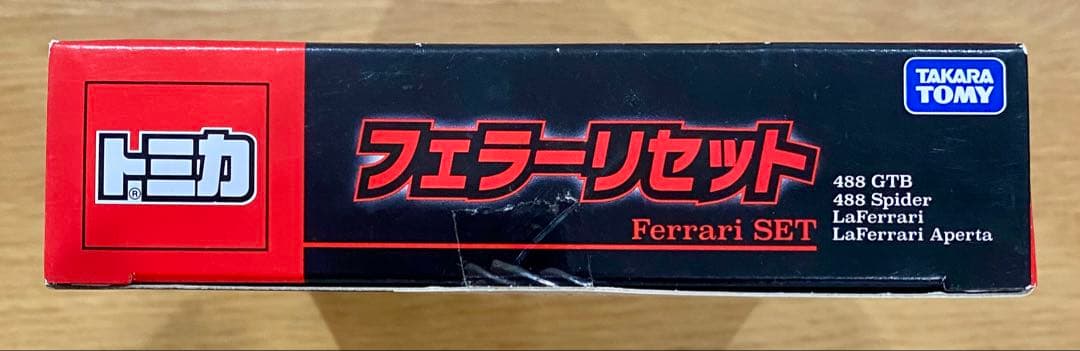 トミカ
®
フェラーリセット
Ferrari SET
488 GTB
488 Spider
LaFerrari
LaFerrari Aperta
TAKARA
TOMY